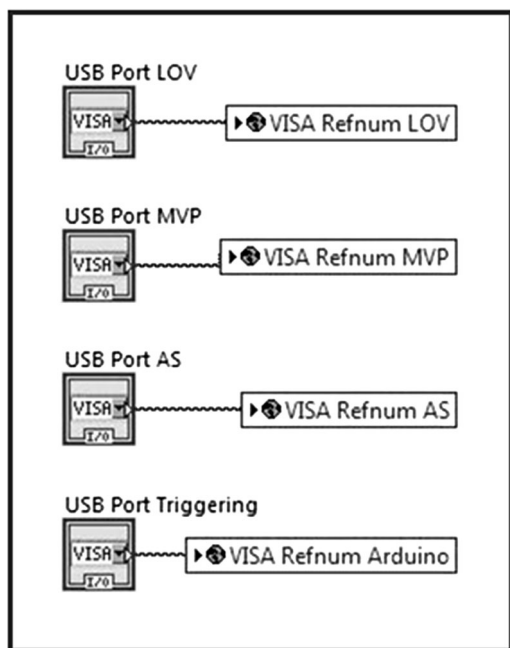 USB Port LOV
VISA
I/O
VISA Refnum LOV
USB Port MVP
VISA
I/O
VISA Refnum MVP
USB Port AS
VISA
I/O
VISA Refnum AS
USB Port Triggering
VISA
I/O
VISA Refnum Arduino